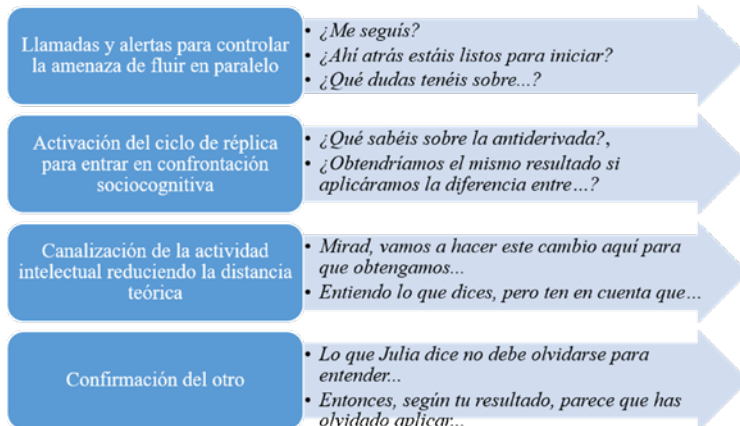 Llamadas y alertas para controlar
la amenaza de fluir en paralelo
• ¿Me seguís?
• ¿Ahí atrás estáis listos para iniciar?
• ¿Qué dudas tenéis sobre...?
Activación del ciclo de réplica
para entrar en confrontación
sociocognitiva
• ¿Qué sabéis sobre la antiderivada?,
• ¿Obtendríamos el mismo resultado si
aplicáramos la diferencia entre…?
Canalización de la actividad
intelectual reduciendo la distancia
teórica
• Mirad, vamos a hacer este cambio aquí para
que obtengamos...
• Entiendo lo que dices, pero ten en cuenta que…
Confirmación del otro
• Lo que Julia dice no debe olvidarse para
entender...
• Entonces, según tu resultado, parece que has
olvidado aplicar...